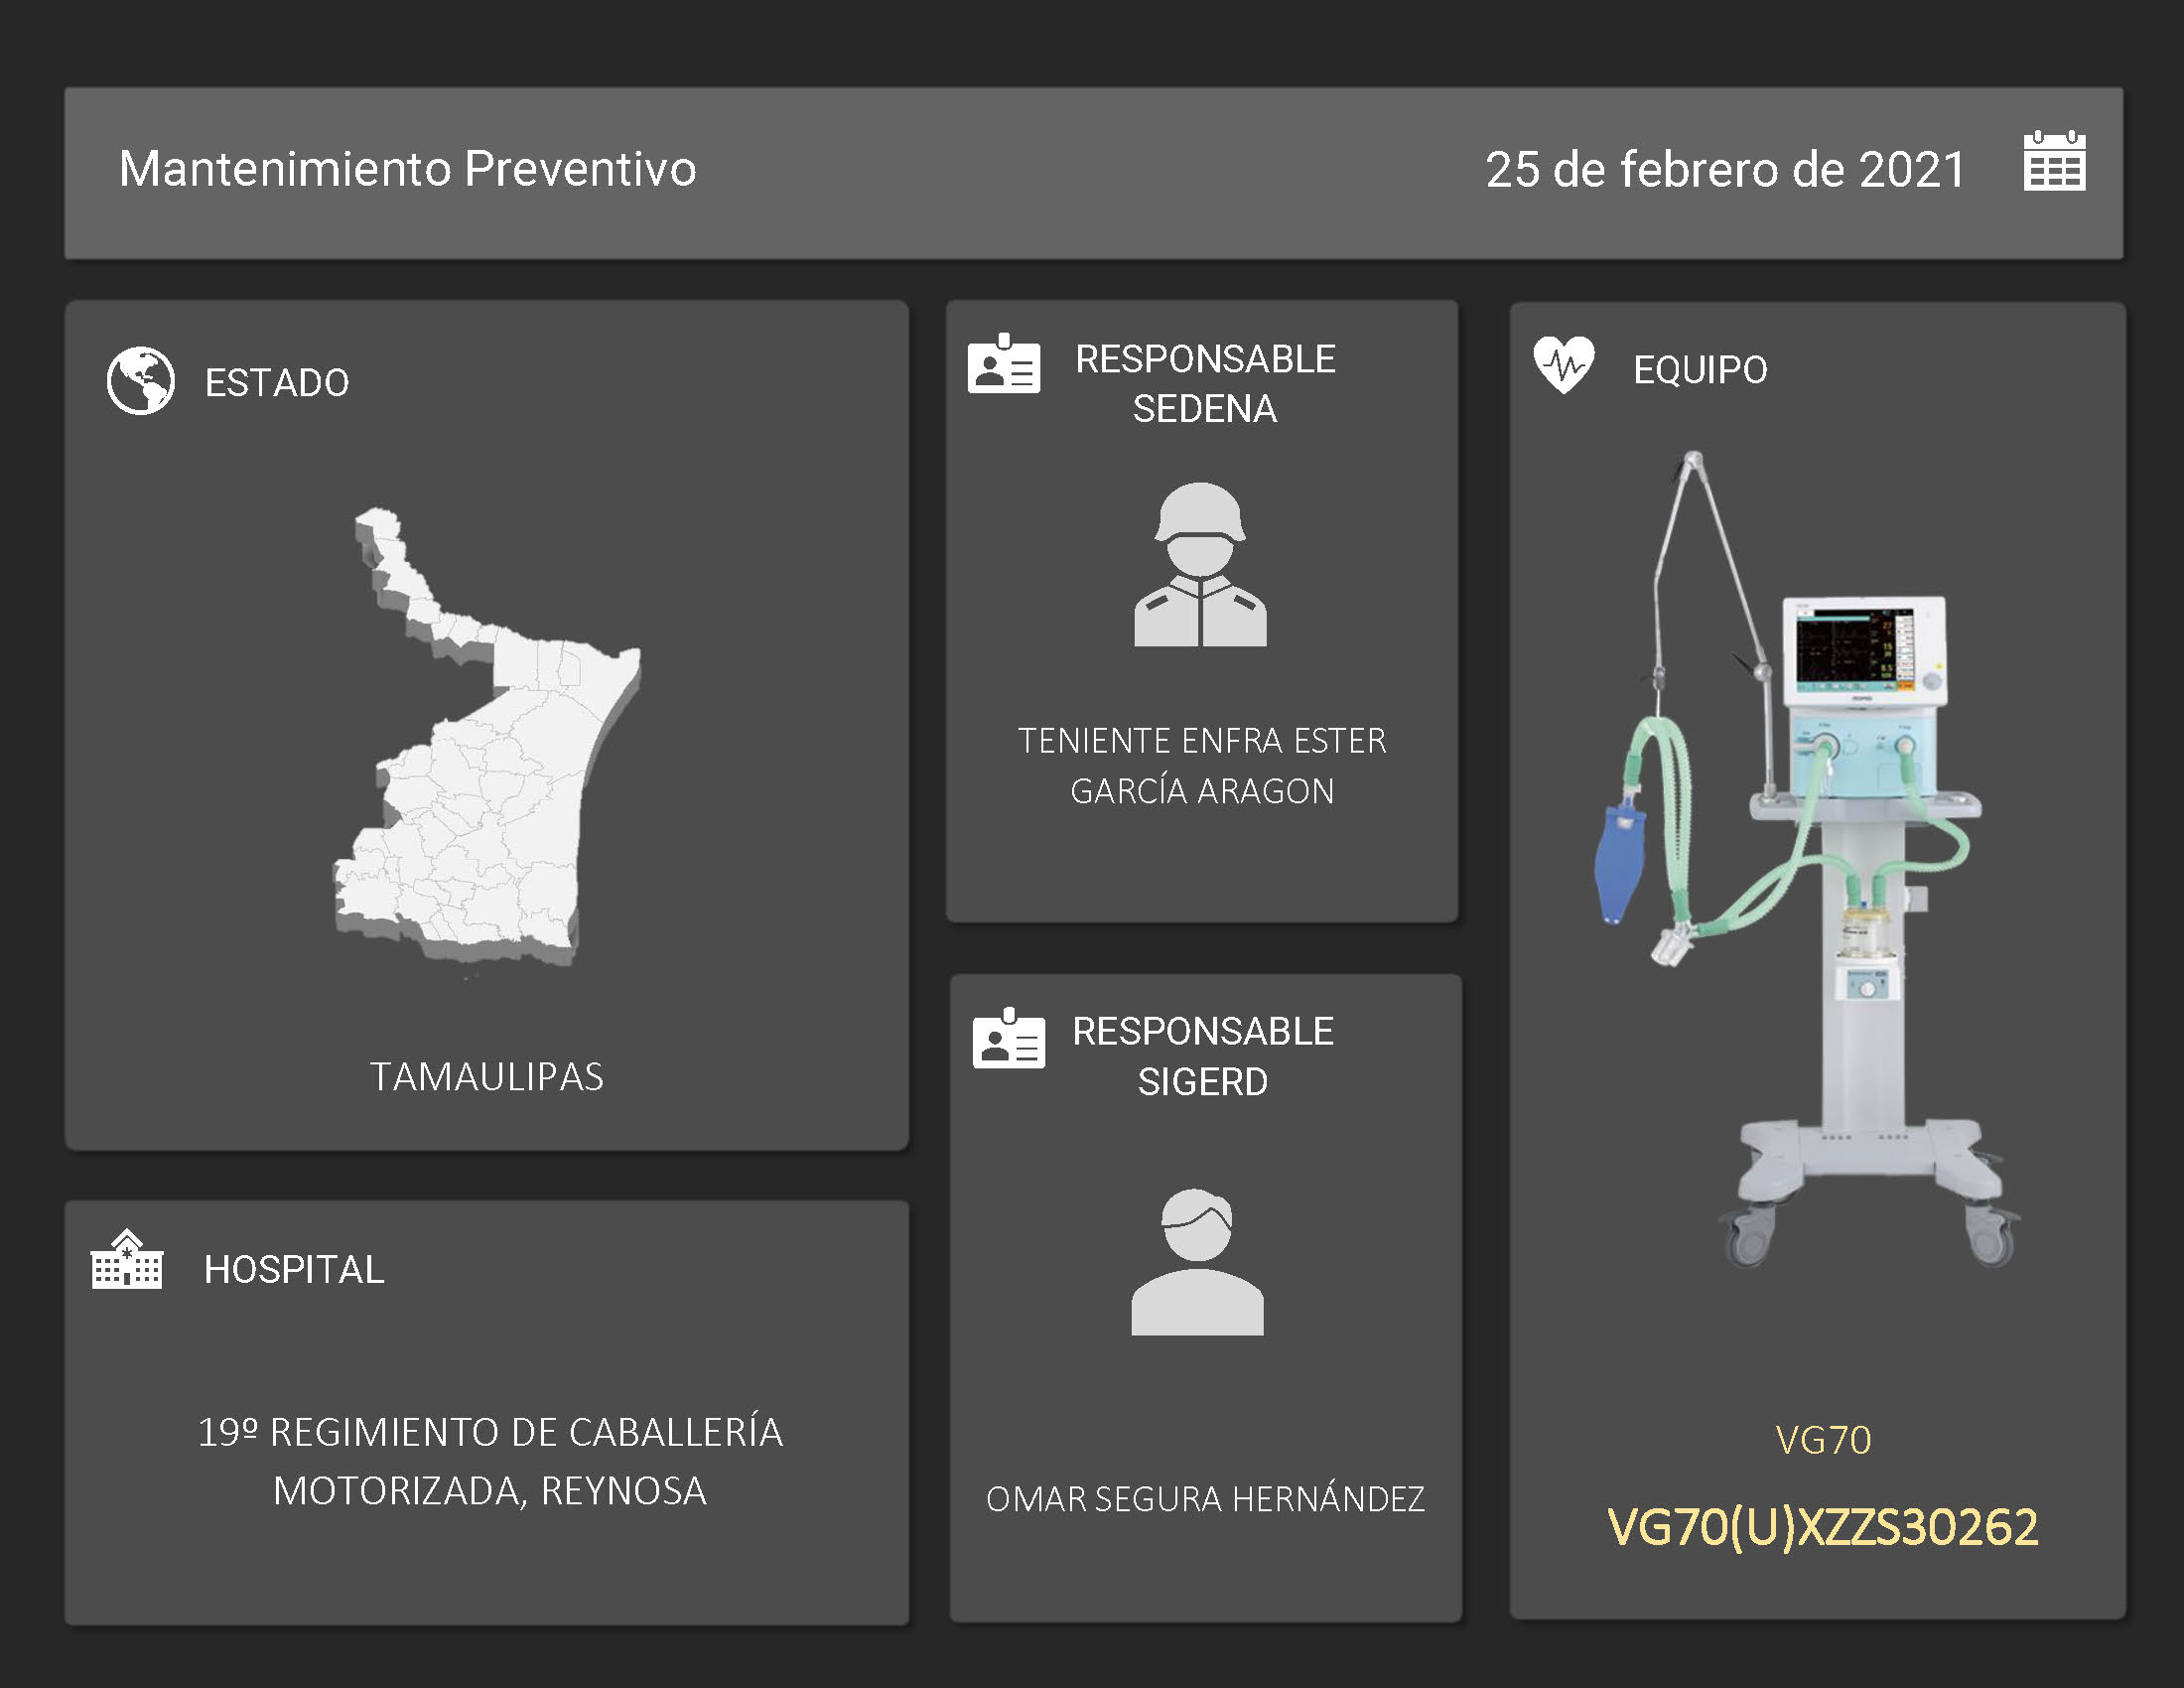 Mantenimiento Preventivo
25 de febrero de 2021
ESTADO
TAMAULIPAS
HOSPITAL
19º REGIMIENTO DE CABALLERÍA
MOTORIZADA, REYNOSA
RESPONSABLE
SEDENA
TENIENTE ENFRA ESTER
GARCÍA ARAGON
RESPONSABLE
SIGERD
OMAR SEGURA HERNÁNDEZ
EQUIPO
VG70
VG70(U)XZZS30262